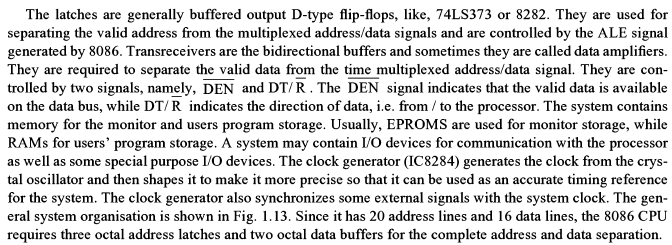 The latches are generally buffered output D-type flip-flops, like, 74LS373 or 8282. They are used for
separating the valid address from the multiplexed address/data signals and are controlled by the ALE signal
generated by 8086. Transreceivers are the bidirectional buffers and sometimes they are called data amplifiers.
They are required to separate the valid data from the time multiplexed address/data signal. They are con-
trolled by two signals, namely, D̅E̅N̅ and DT/R̅. The D̅E̅N̅ signal indicates that the valid data is available
on the data bus, while DT/R̅ indicates the direction of data, i.e. from / to the processor. The system contains
memory for the monitor and users program storage. Usually, EPROMS are used for monitor storage, while
RAMs for users’ program storage. A system may contain I/O devices for communication with the processor
as well as some special purpose I/O devices. The clock generator (IC8284) generates the clock from the crys-
tal oscillator and then shapes it to make it more precise so that it can be used as an accurate timing reference
for the system. The clock generator also synchronizes some external signals with the system clock. The gen-
eral system organisation is shown in Fig. 1.13. Since it has 20 address lines and 16 data lines, the 8086 CPU
requires three octal address latches and two octal data buffers for the complete address and data separation.